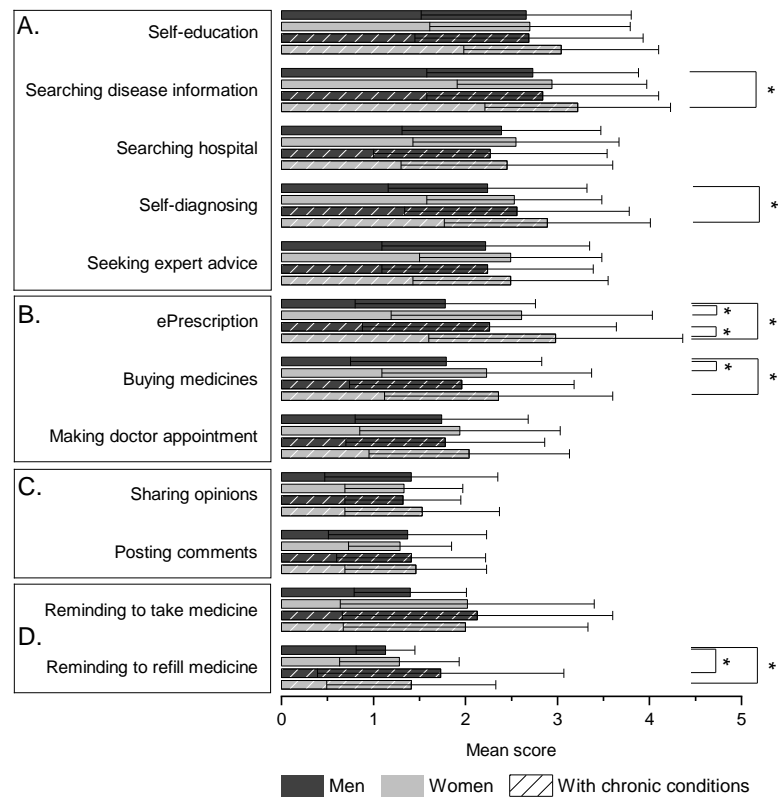 A.
Self-education
Searching disease information
*
Searching hospital
Self-diagnosing
*
Seeking expert advice
B.
ePrescription
* *
*
Buying medicines
* *
Making doctor appointment
C.
Sharing opinions
Posting comments
Reminding to take medicine
D.
Reminding to refill medicine
* *
0 1 2 3 4 5
Mean score
Men Women With chronic conditions